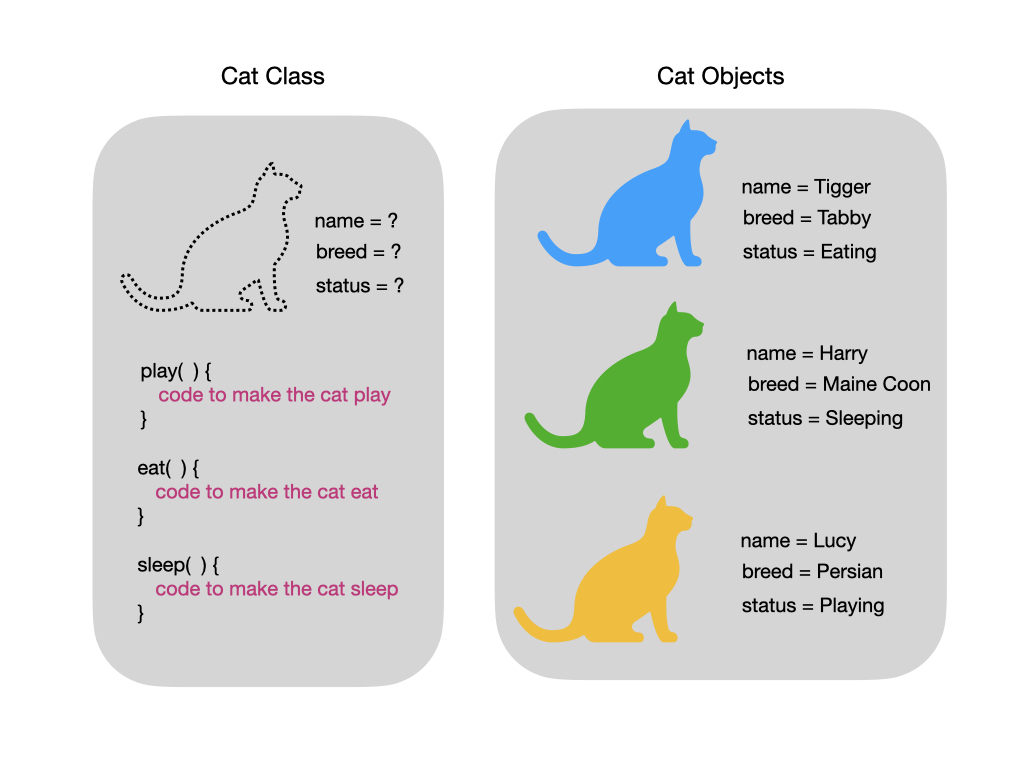 Cat Class
name = ?
breed = ?
status = ?
play( ) {
code to make the cat play
}
eat( ) {
code to make the cat eat
}
sleep( ) {
code to make the cat sleep
}
Cat Objects
name = Tigger
breed = Tabby
status = Eating
name = Harry
breed = Maine Coon
status = Sleeping
name = Lucy
breed = Persian
status = Playing